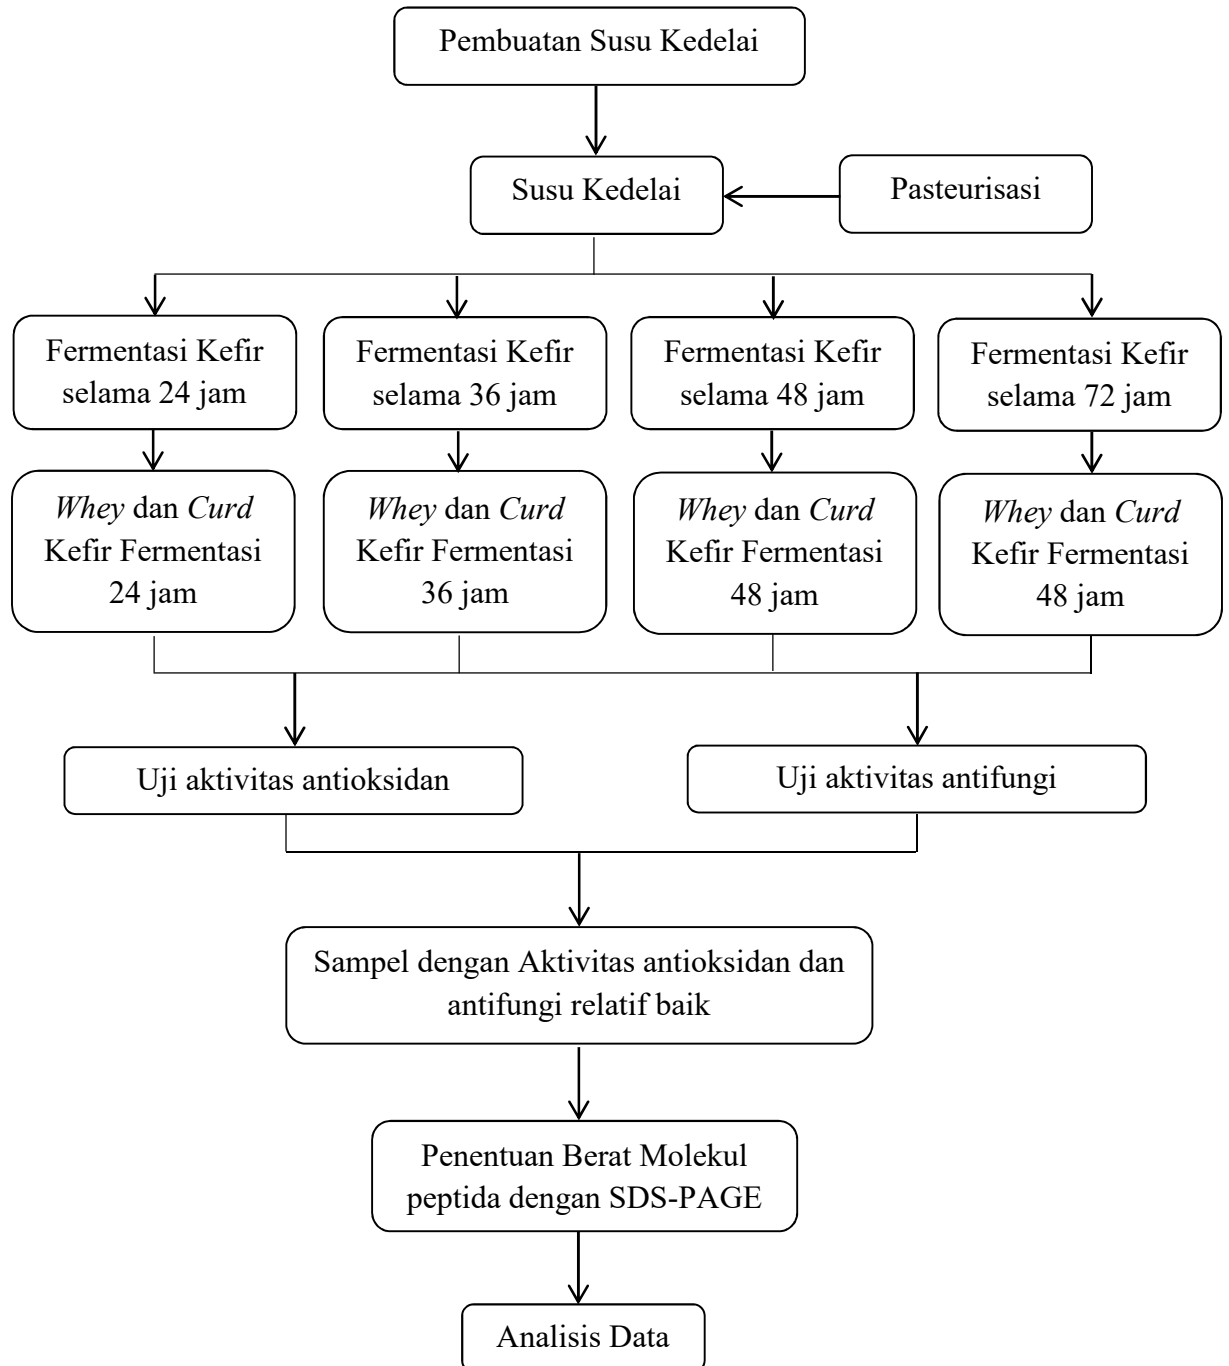 Pembuatan Susu Kedelai
Susu Kedelai
Pasteurisasi
Fermentasi Kefir
selama 24 jam
Fermentasi Kefir
selama 36 jam
Fermentasi Kefir
selama 48 jam
Fermentasi Kefir
selama 72 jam
Whey dan Curd
Kefir Fermentasi
24 jam
Whey dan Curd
Kefir Fermentasi
36 jam
Whey dan Curd
Kefir Fermentasi
48 jam
Whey dan Curd
Kefir Fermentasi
48 jam
Uji aktivitas antioksidan
Uji aktivitas antifungi
Sampel dengan Aktivitas antioksidan dan
antifungi relatif baik
Penentuan Berat Molekul
peptida dengan SDS-PAGE
Analisis Data